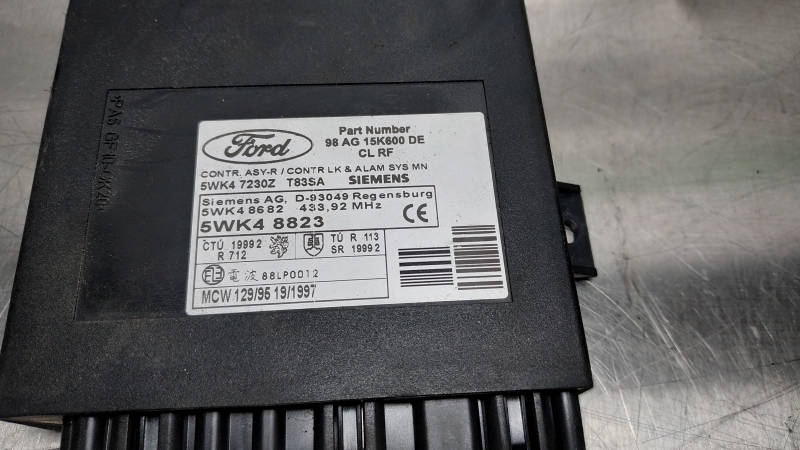 Ford
Part Number
98 AG 15K600 DE
CL RF
CONTR. ASY-R / CONTR LK & ALAM SYS MN
5WK4 7230Z T83SA SIEMENS
Siemens AG, D-93049 Regensburg
5WK4 8682 433,92 MHz
5WK4 8823
CE
CTÚ 1999 2
R 712
TÚ R 113
SR 1999 2
電波 88LP0012
MCW 129/95 19/1997